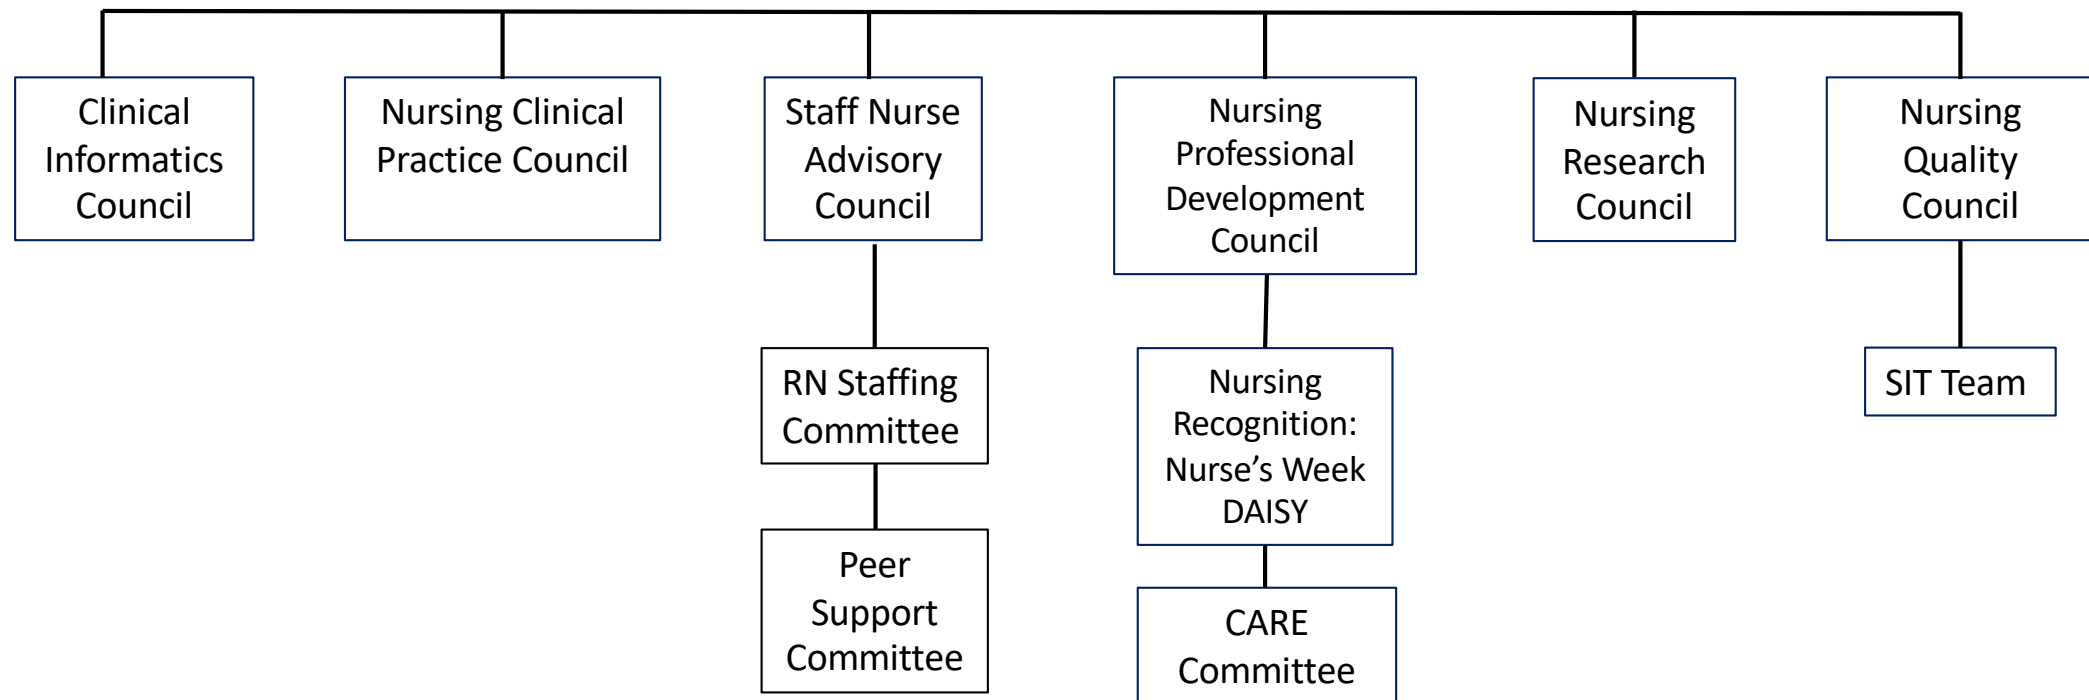 Clinical
Informatics
Council
Nursing Clinical
Practice Council
Staff Nurse
Advisory
Council
Nursing
Professional
Development
Council
Nursing
Research
Council
Nursing
Quality
Council
RN Staffing
Committee
Nursing
Recognition:
Nurse’s Week
DAISY
SIT Team
Peer
Support
Committee
CARE
Committee